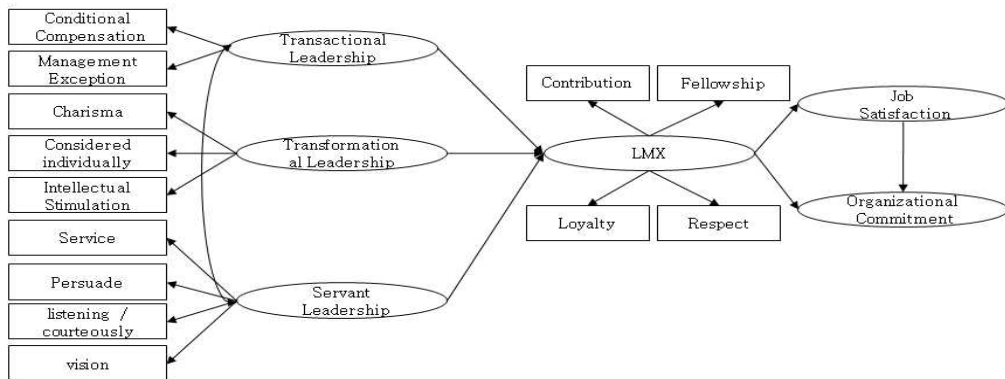 Conditional
Compensation
Management
Exception
Charisma
Considered
individually
Intellectual
Stimulation
Service
Persuade
listening /
courteously
vision
Transactional
Leadership
Transformation
al Leadership
Servant
Leadership
Contribution
Fellowship
LMX
Loyalty
Respect
Job
Satisfaction
Organizational
Commitment